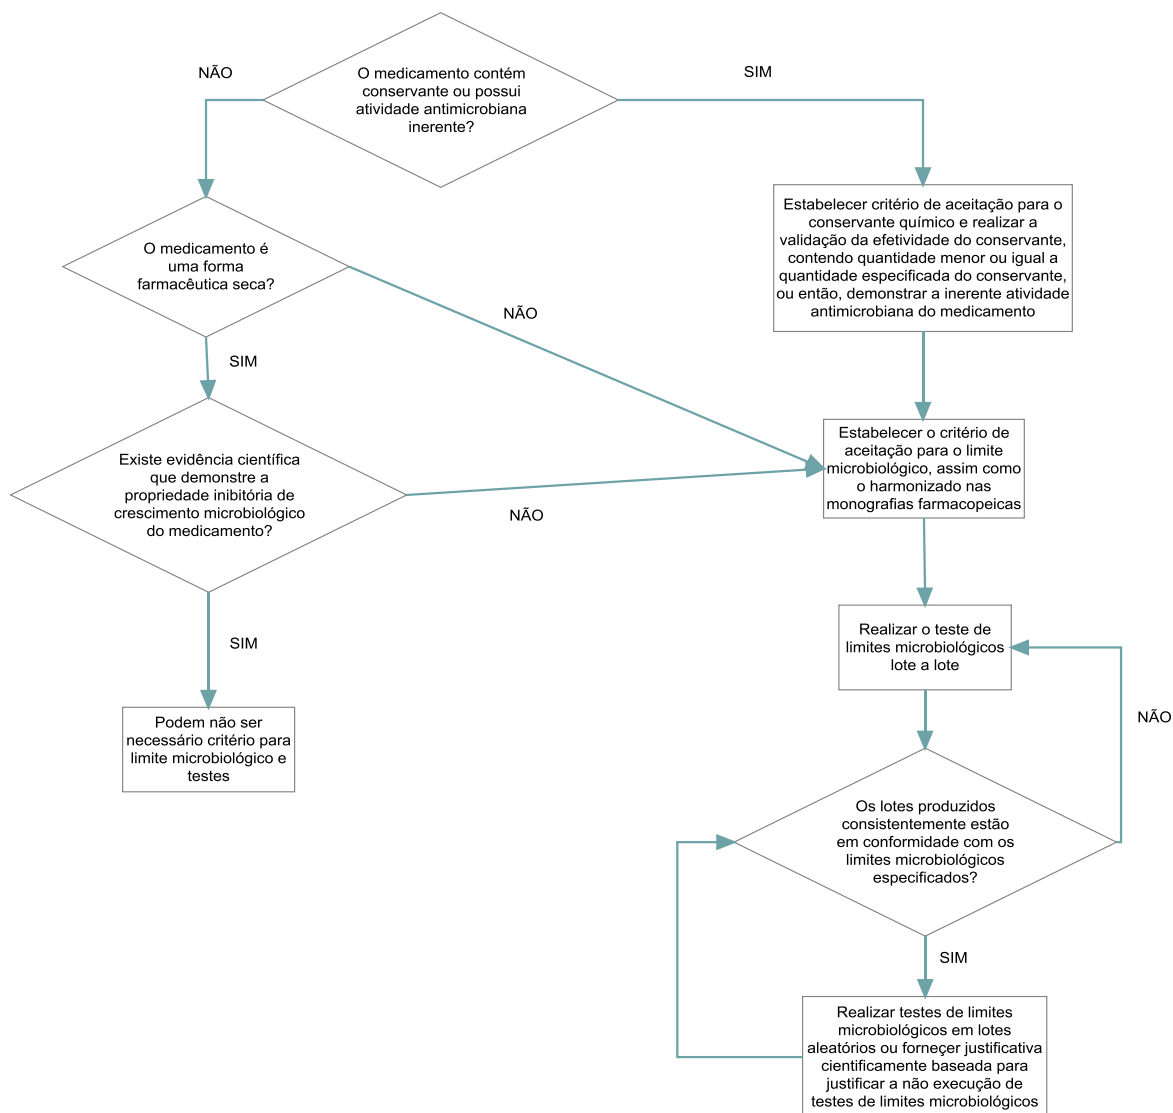 O medicamento contém
conservante ou possui
atividade antimicrobiana
inerente?
NÃO
SIM
Estabelecer critério de aceitação para o
conservante químico e realizar a
validação da efetividade do conservante,
contendo quantidade menor ou igual a
quantidade especificada do conservante,
ou então, demonstrar a inerente atividade
antimicrobiana do medicamento
O medicamento é
uma forma
farmacêutica seca?
NÃO
SIM
Existe evidência científica
que demonstre a
propriedade inibitória de
crescimento microbiológico
do medicamento?
NÃO
Estabelecer o critério de
aceitação para o limite
microbiológico, assim como
o harmonizado nas
monografias farmacopeicas
SIM
Podem não ser
necessário critério para
limite microbiológico e
testes
Realizar o teste de
limites microbiológicos
lote a lote
NÃO
Os lotes produzidos
consistentemente estão
em conformidade com os
limites microbiológicos
especificados?
SIM
Realizar testes de limites
microbiológicos em lotes
aleatórios ou forneçer justificativa
cientificamente baseada para
justificar a não execução de
testes de limites microbiológicos